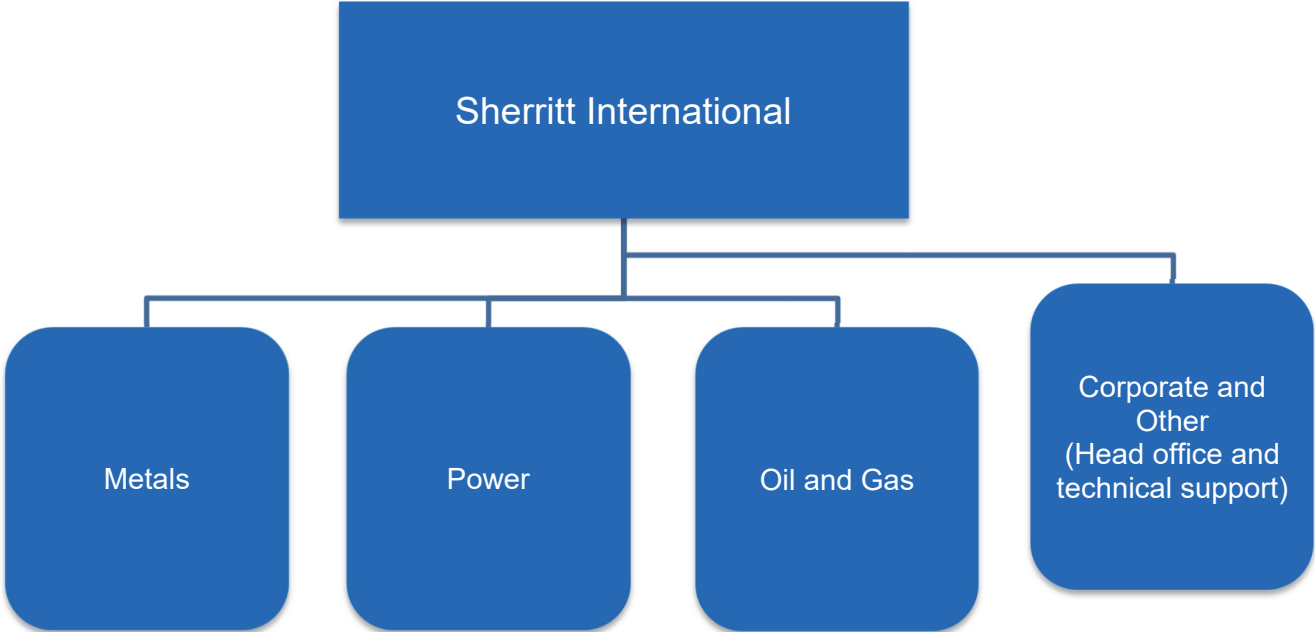 Sherritt International
Metals
Power
Oil and Gas
Corporate and
Other
(Head office and
technical support)